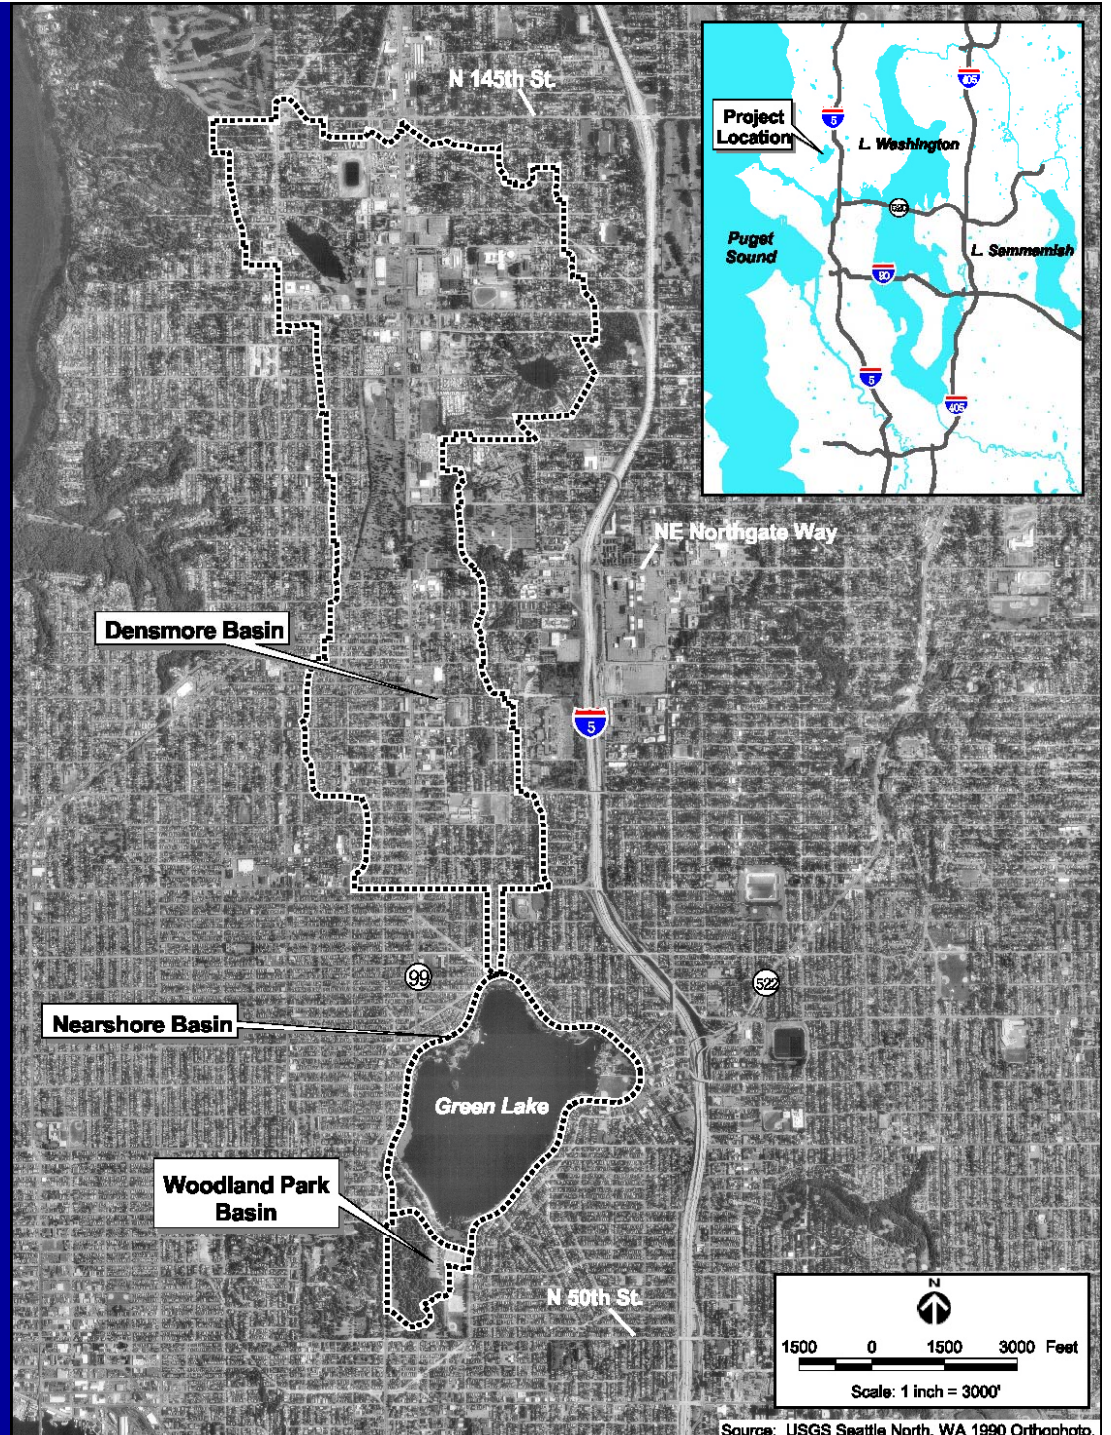 N 145th St.
Project
Location
5
405
L. Washington
520
Puget
Sound
L. Sammamish
90
5
405
NE Northgate Way
Densmore Basin
5
99
522
Nearshore Basin
Green Lake
Woodland Park
Basin
N 50th St.
N
1500 0 1500 3000 Feet
Scale: 1 inch = 3000'
Source: USGS Seattle North, WA 1990 Orthophoto.